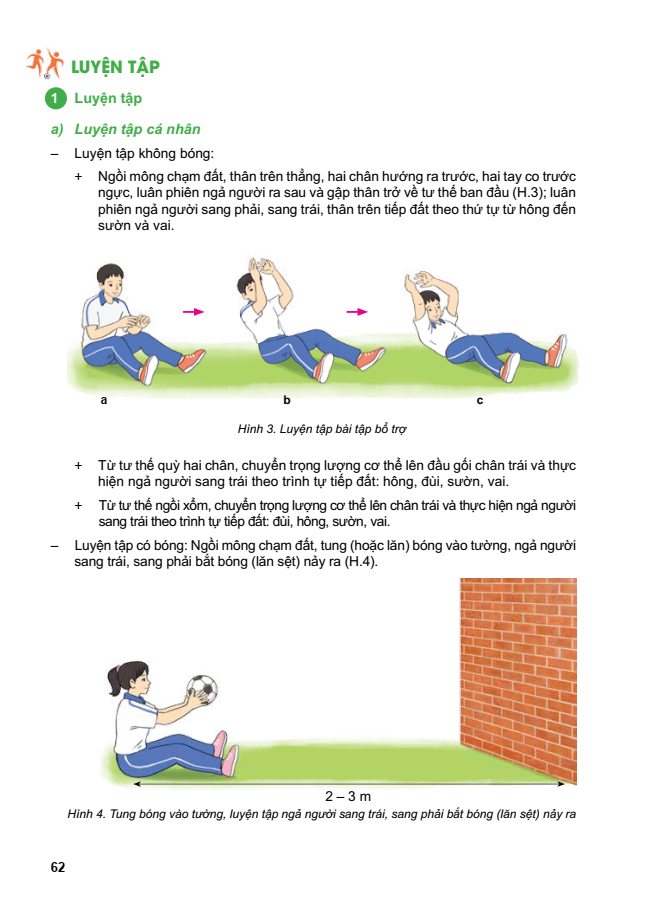 LUYỆN TẬP
1 Luyện tập
a) Luyện tập cá nhân
– Luyện tập không bóng:
+ Ngồi mông chạm đất, thân trên thẳng, hai chân hướng ra trước, hai tay co trước
ngực, luân phiên ngả người ra sau và gập thân trở về tư thế ban đầu (H.3); luân
phiên ngả người sang phải, sang trái, thân trên tiếp đất theo thứ tự từ hông đến
sườn và vai.
a b c
Hình 3. Luyện tập bài tập bổ trợ
+ Từ tư thế quỳ hai chân, chuyển trọng lượng cơ thể lên đầu gối chân trái và thực
hiện ngả người sang trái theo trình tự tiếp đất: hông, đùi, sườn, vai.
+ Từ tư thế ngồi xổm, chuyển trọng lượng cơ thể lên chân trái và thực hiện ngả người
sang trái theo trình tự tiếp đất: đùi, hông, sườn, vai.
– Luyện tập có bóng: Ngồi mông chạm đất, tung (hoặc lăn) bóng vào tường, ngả người
sang trái, sang phải bắt bóng (lăn sệt) nảy ra (H.4).
2 – 3 m
Hình 4. Tung bóng vào tường, luyện tập ngả người sang trái, sang phải bắt bóng (lăn sệt) nảy ra
62